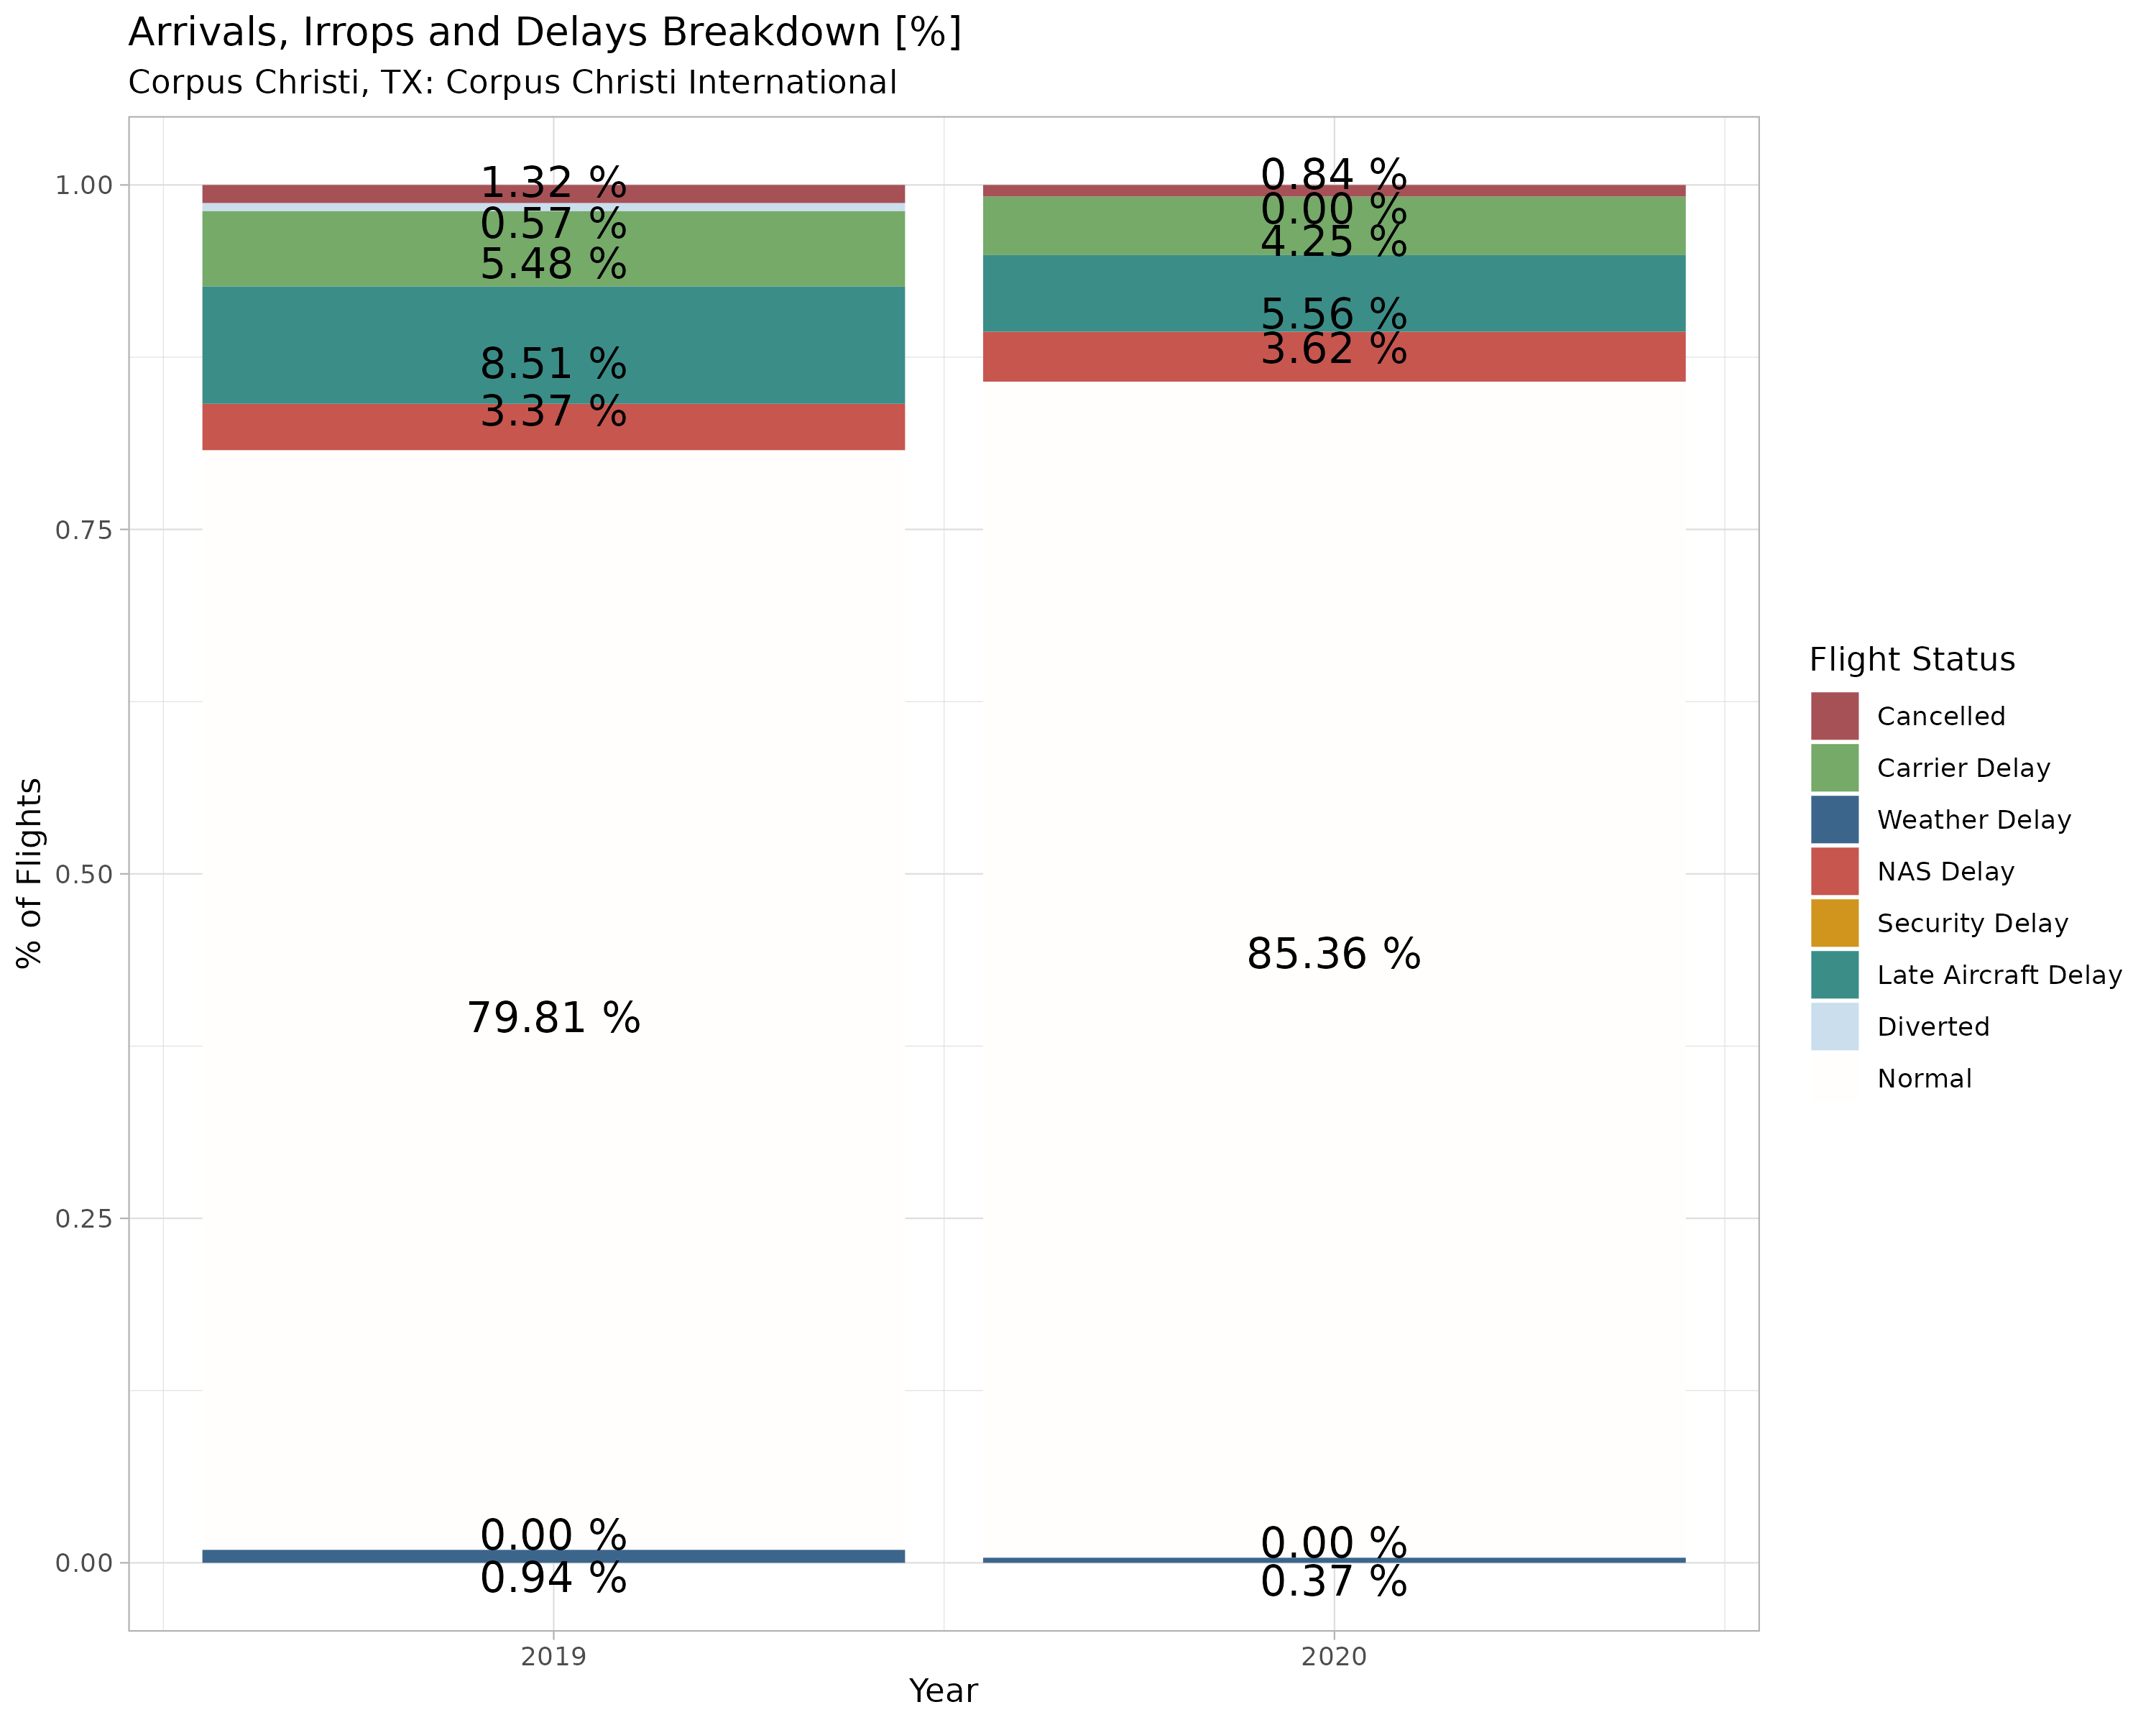 Arrivals, Irrops and Delays Breakdown [%]
Corpus Christi, TX: Corpus Christi International
% of Flights
1.00
0.75
0.50
0.25
0.00
1.32 %
0.57 %
5.48 %
8.51 %
3.37 %
79.81 %
0.00 %
0.94 %
0.84 %
0.00 %
4.25 %
5.56 %
3.62 %
85.36 %
0.00 %
0.37 %
2019
2020
Year
Flight Status
Cancelled
Carrier Delay
Weather Delay
NAS Delay
Security Delay
Late Aircraft Delay
Diverted
Normal